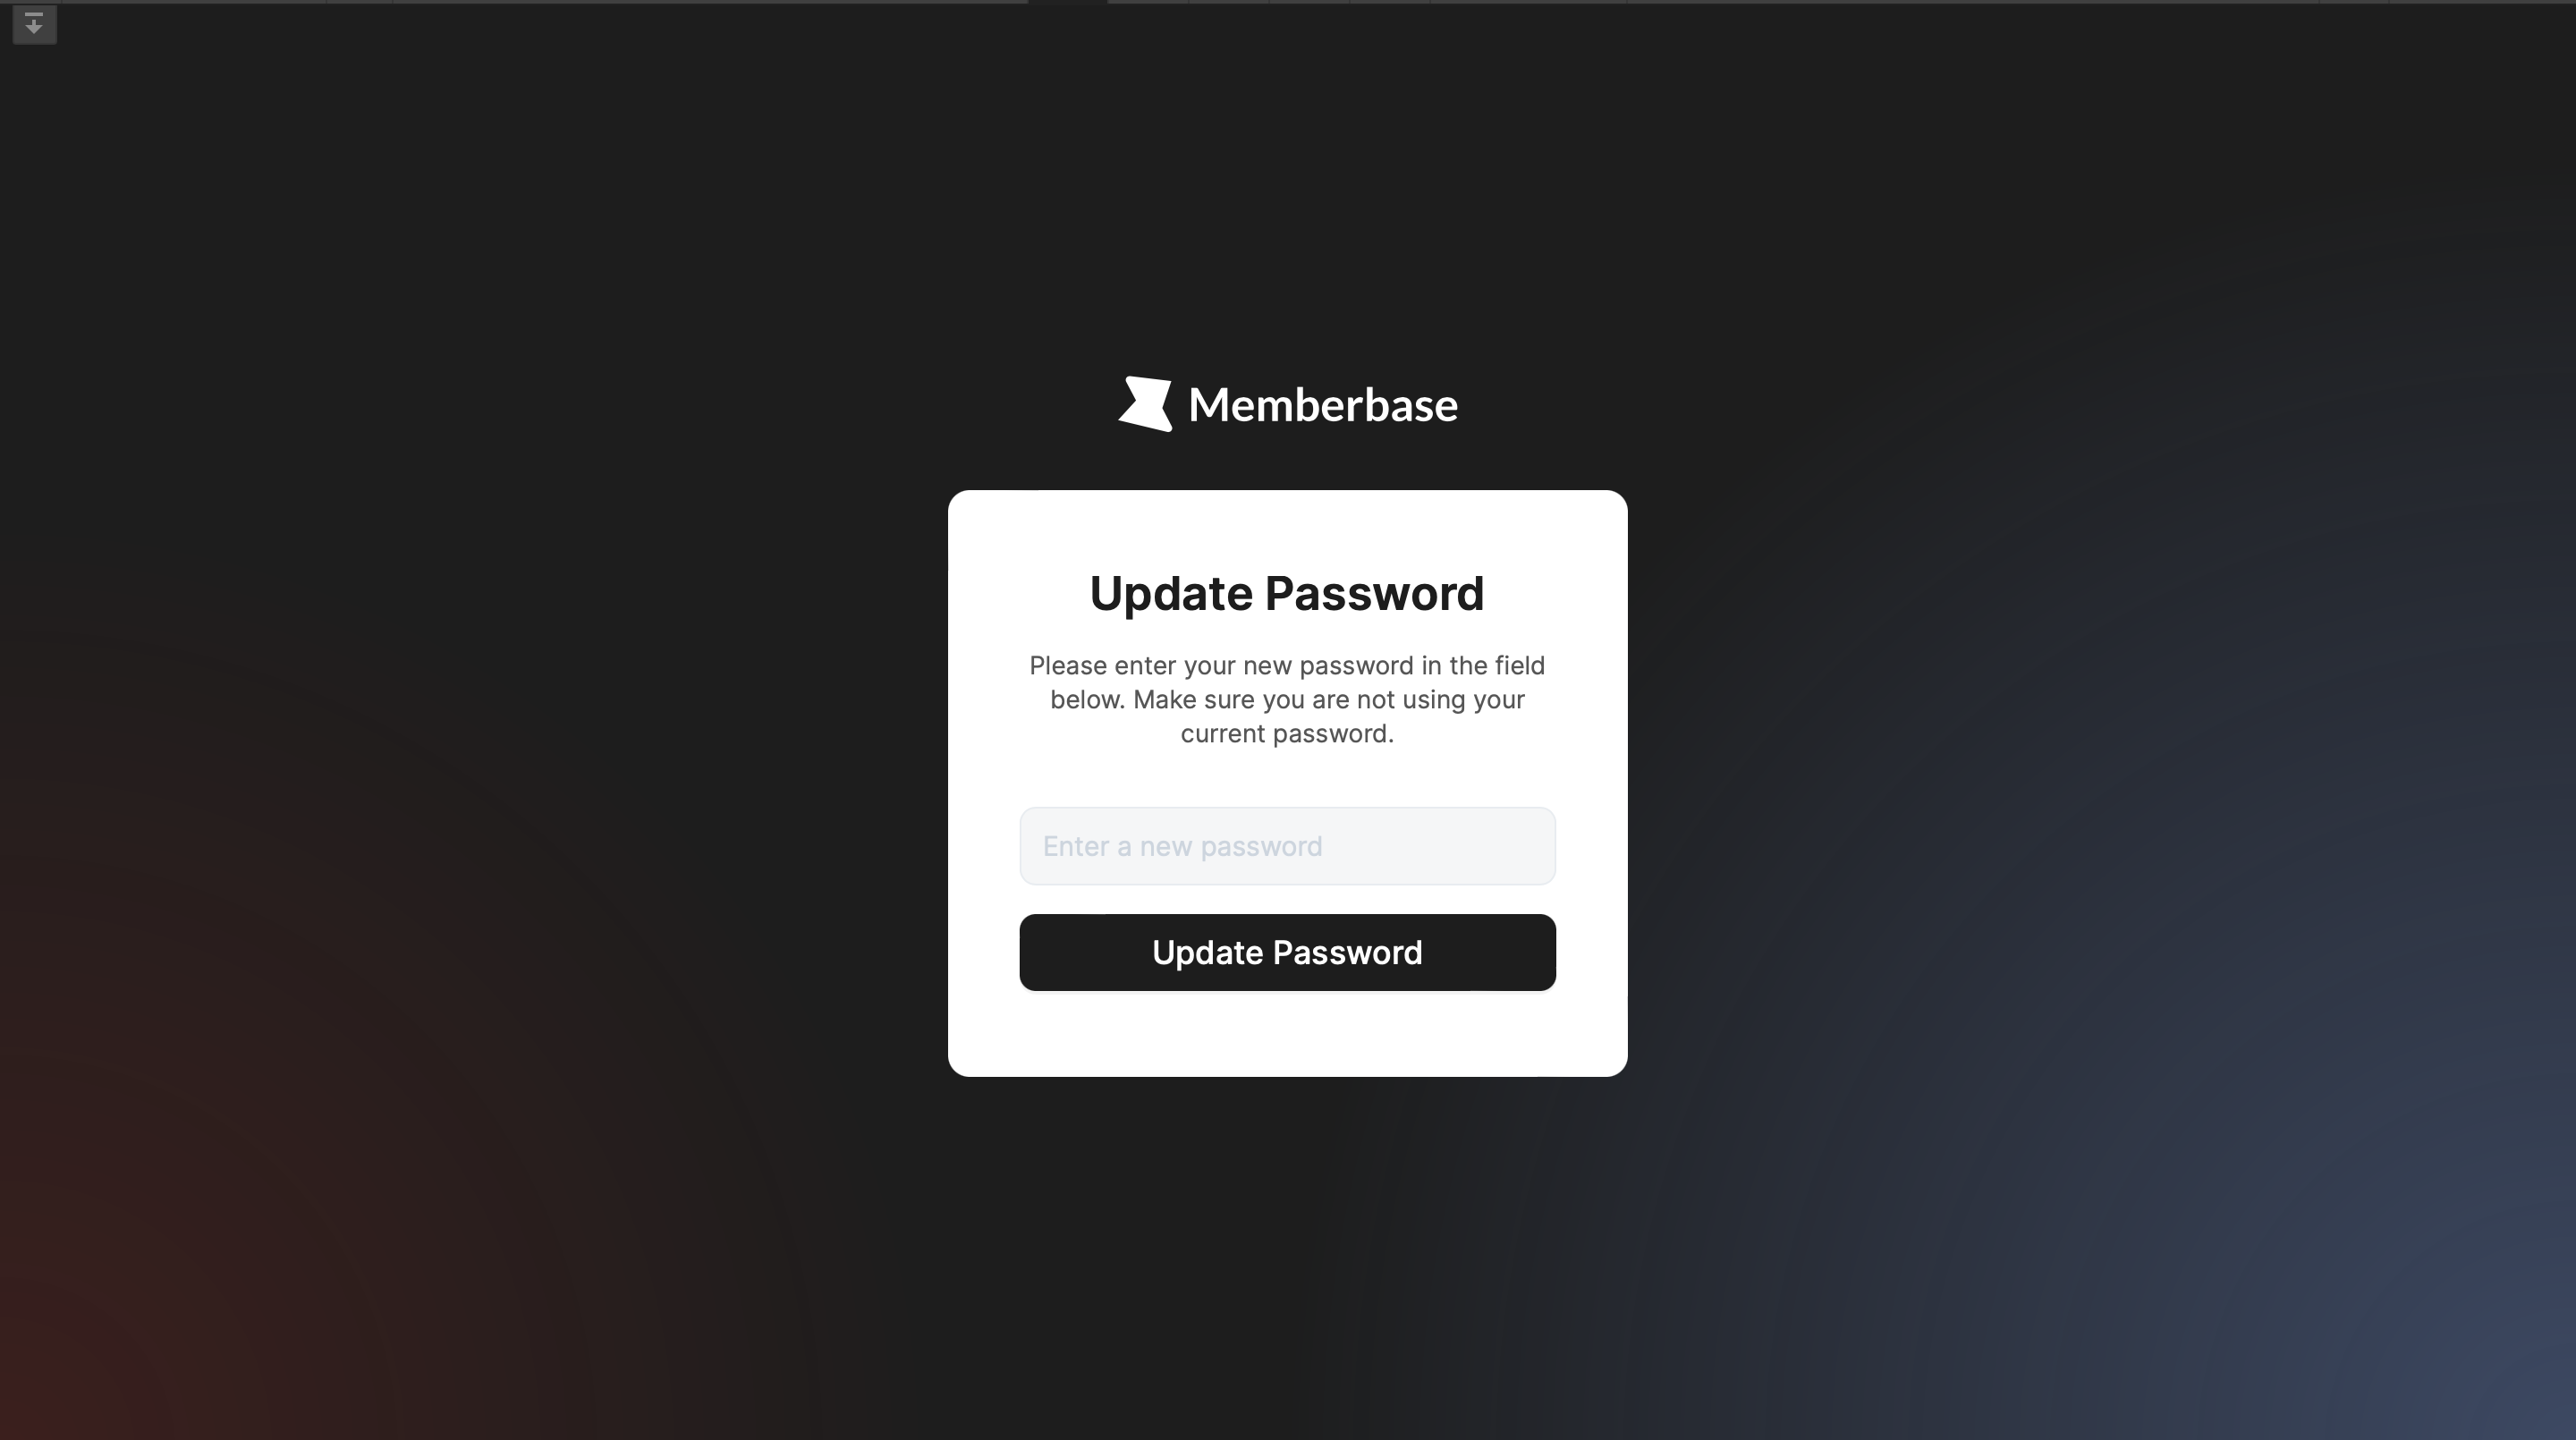 Memberbase
Update Password
Please enter your new password in the field
below. Make sure you are not using your
current password.
Enter a new password
Update Password